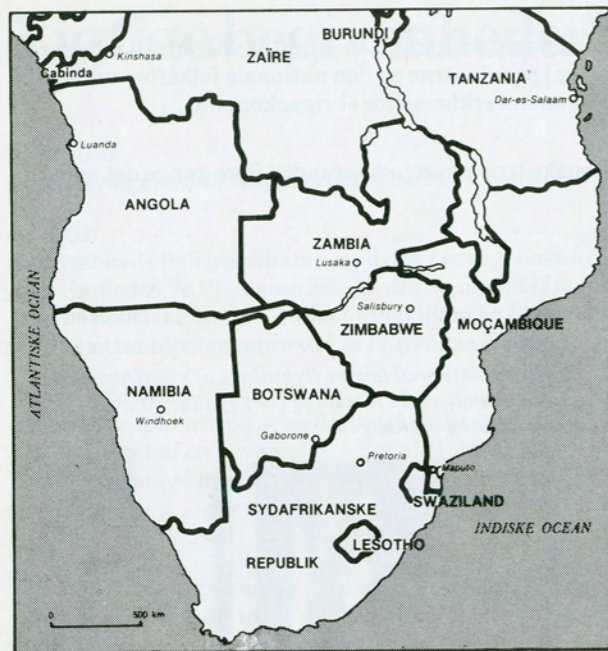 BURUNDI
Kinshasa
ZAÏRE
Cabinda
TANZANIA
Dar-es-Salaam
Luanda
ANGOLA
ZAMBIA
Lusaka
Salisbury
ZIMBABWE
MOÇAMBIQUE
ATLANTISKE OCEAN
NAMIBIA
Windhoek
BOTSWANA
Gaborone
Pretoria
Maputo
SWAZILAND
SYDAFRIKANSKE
REPUBLIK
LESOTHO
INDISKE OCEAN
0 500 km